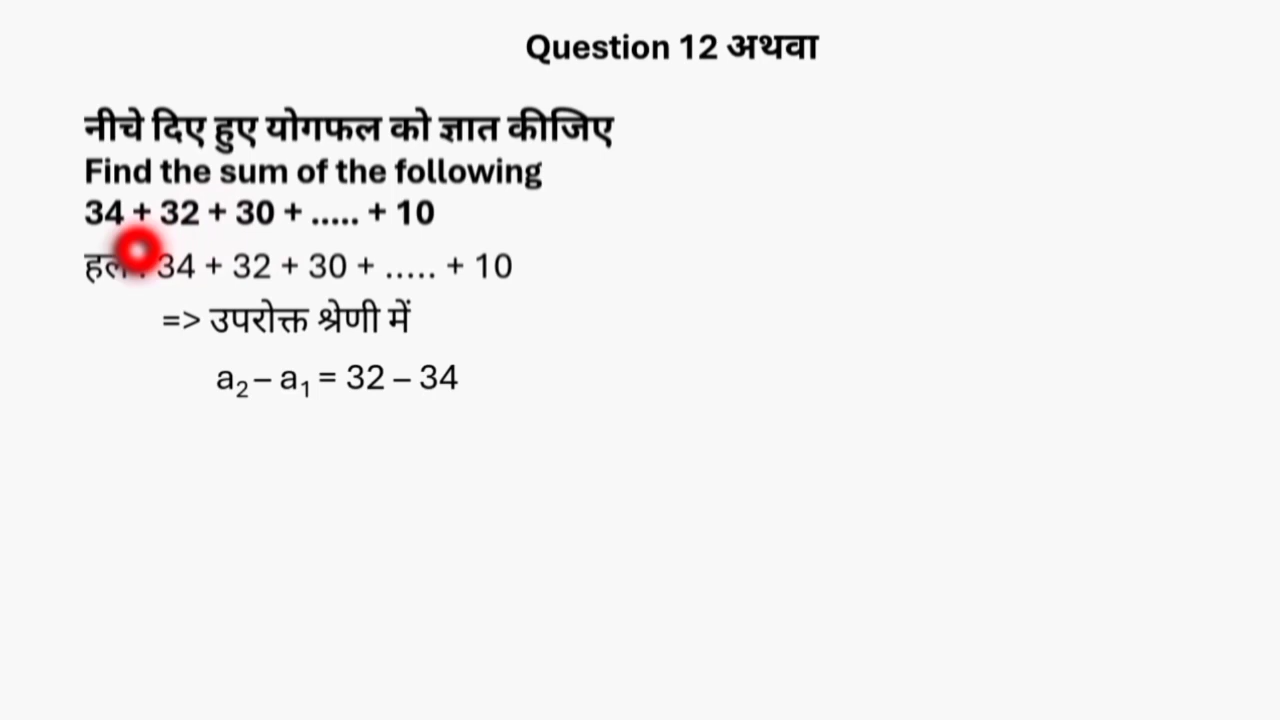 Question 12 अथवा
नीचे दिए हुए योगफल को ज्ञात कीजिए
Find the sum of the following
34 + 32 + 30 + ..... + 10
हल : 34 + 32 + 30 + ..... + 10
=> उपरोक्त श्रेणी में
a₂ – a₁ = 32 – 34